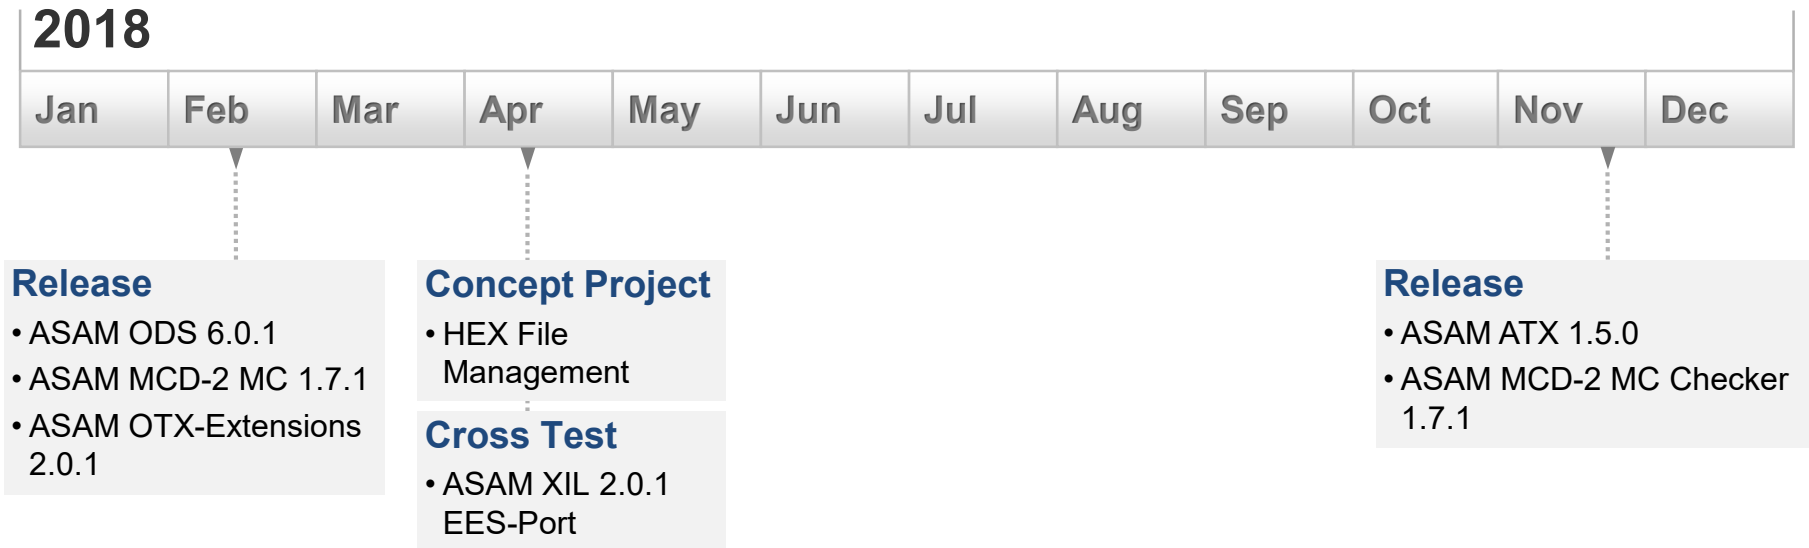 2018
Jan Feb Mar Apr May Jun Jul Aug Sep Oct Nov Dec
Release
• ASAM ODS 6.0.1
• ASAM MCD-2 MC 1.7.1
• ASAM OTX-Extensions
2.0.1
Concept Project
• HEX File
Management
Cross Test
• ASAM XIL 2.0.1
EES-Port
Release
• ASAM ATX 1.5.0
• ASAM MCD-2 MC Checker
1.7.1